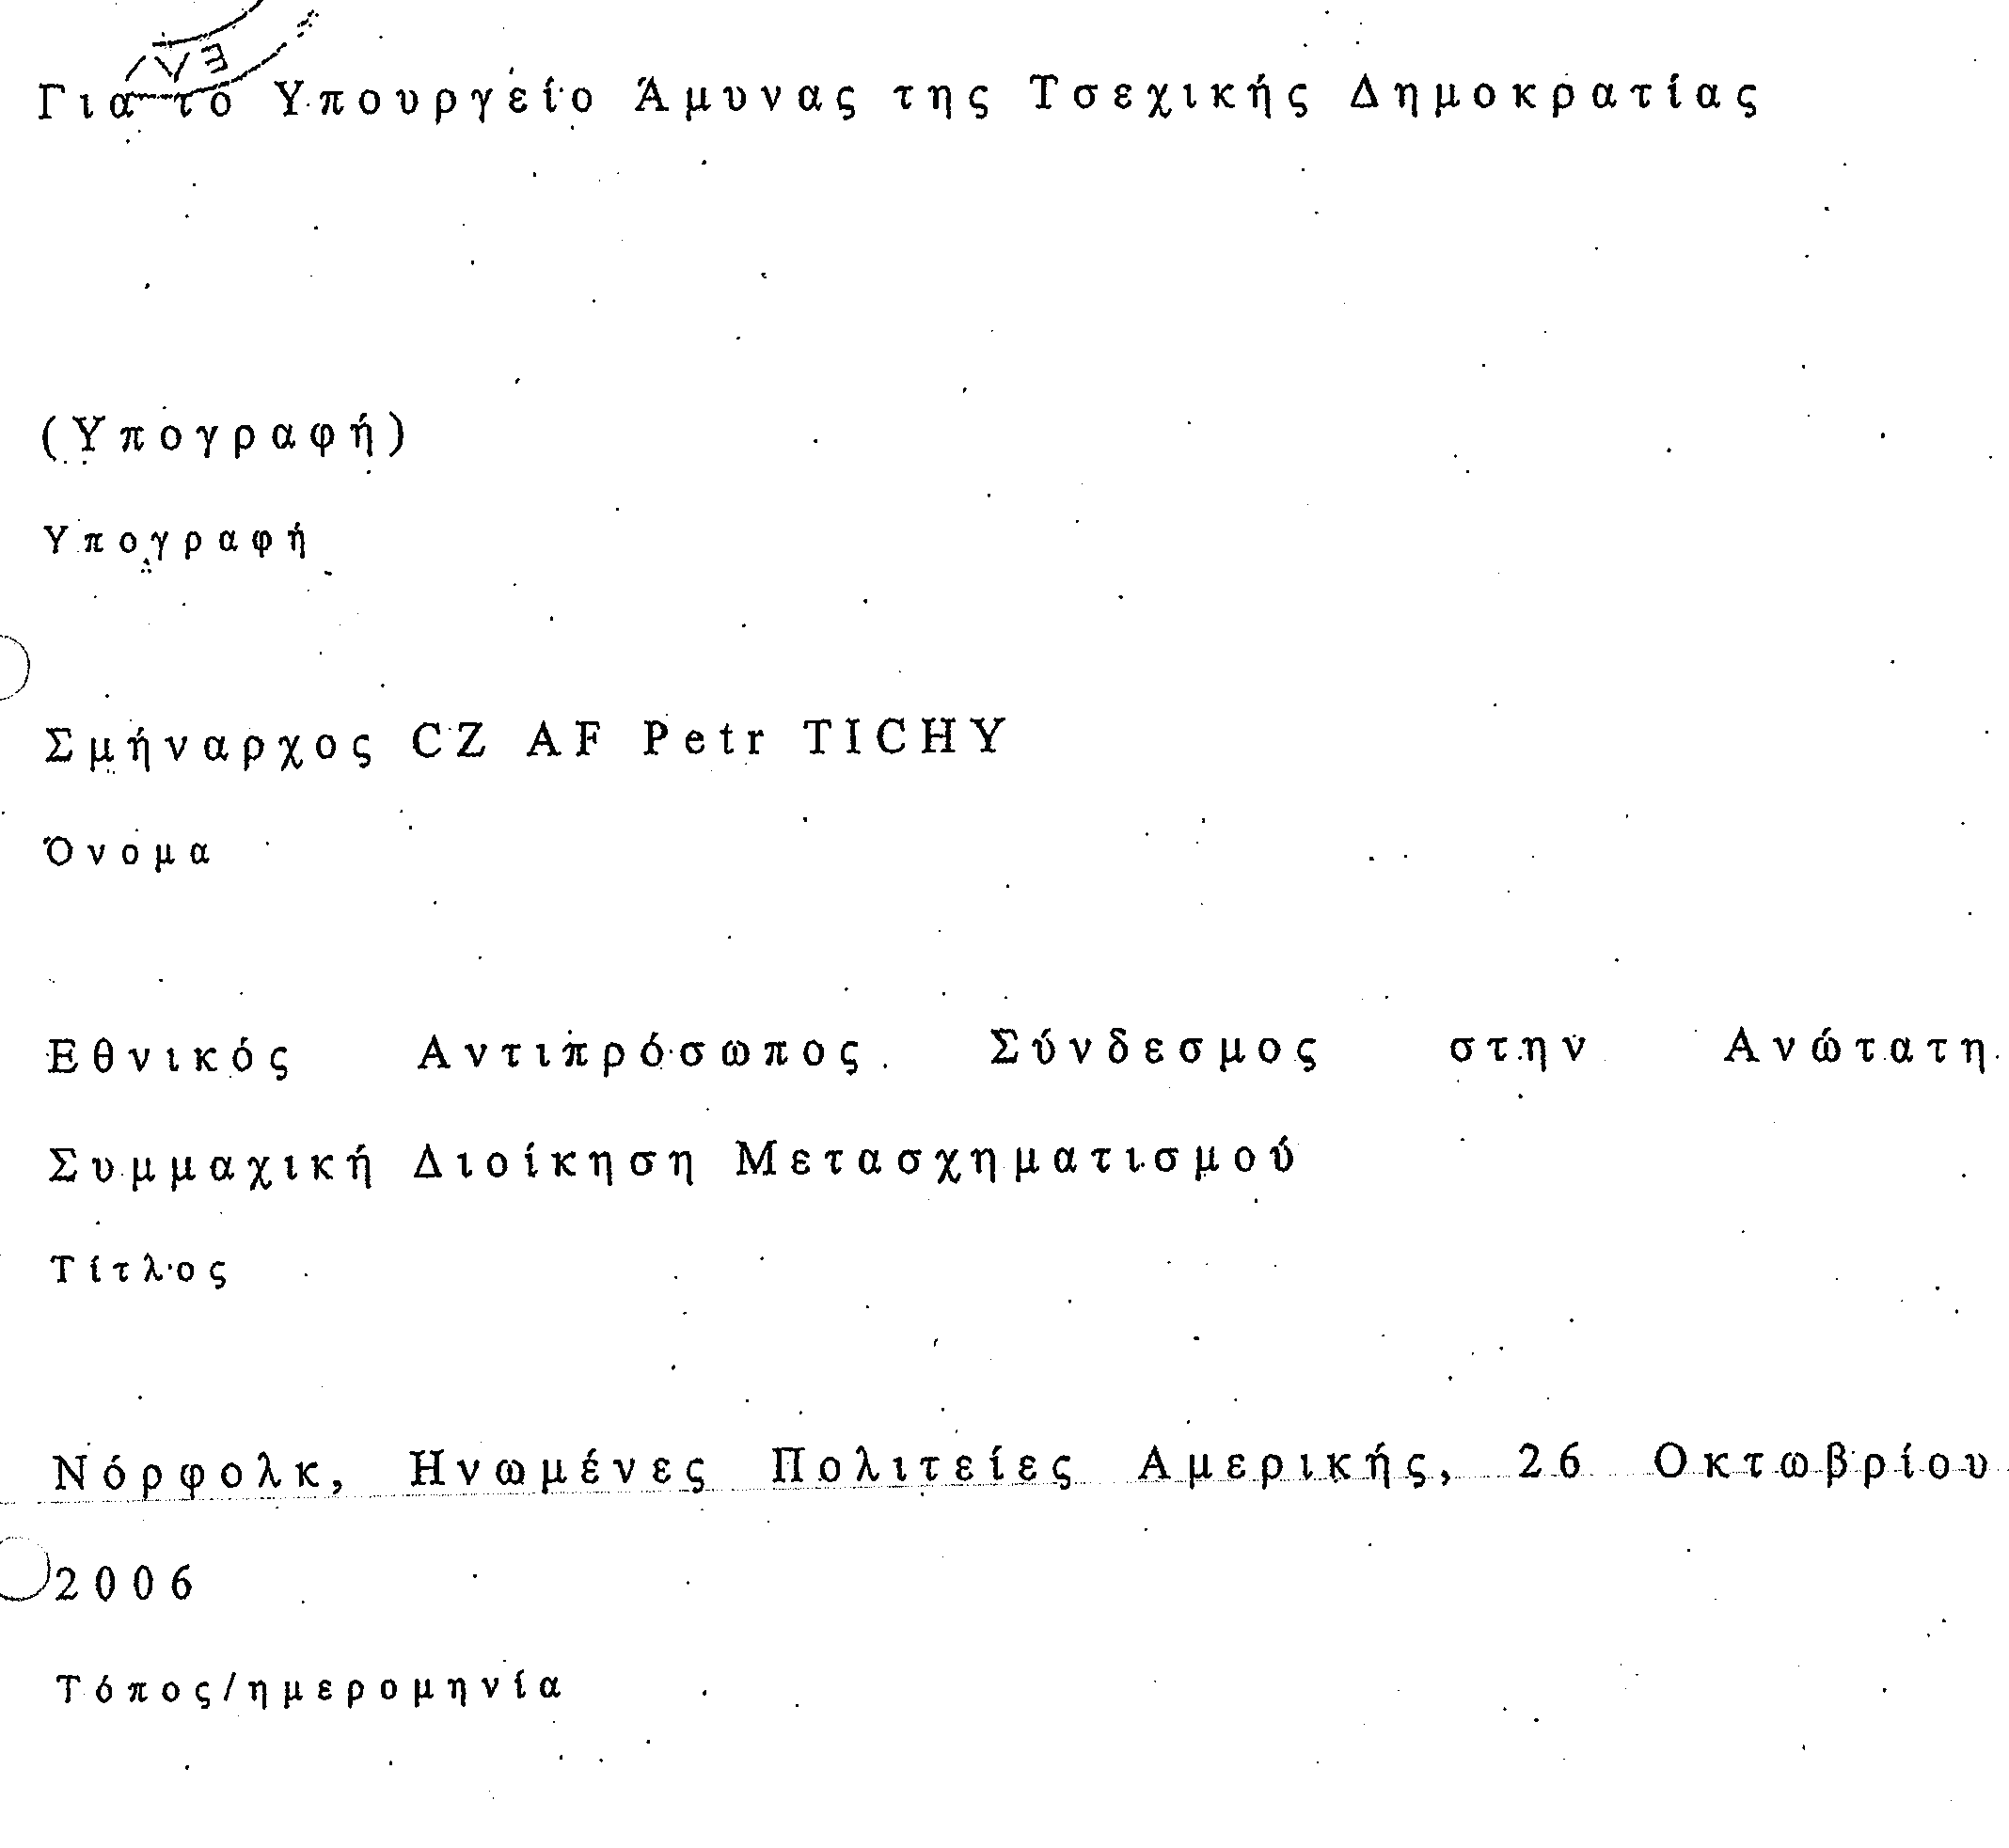 Για το Υπουργείο Άμυνας της Τσεχικής Δημοκρατίας
(Υπογραφή)
Υπογραφή
Σμήναρχος CZ AF Petr TICHY
Όνομα
Εθνικός Αντιπρόσωπος Σύνδεσμος στην Ανώτατη
Συμμαχική Διοίκηση Μετασχηματισμού
Τίτλος
Νόρφολκ, Ηνωμένες Πολιτείες Αμερικής, 26 Οκτωβρίου
2006
Τόπος/ημερομηνία